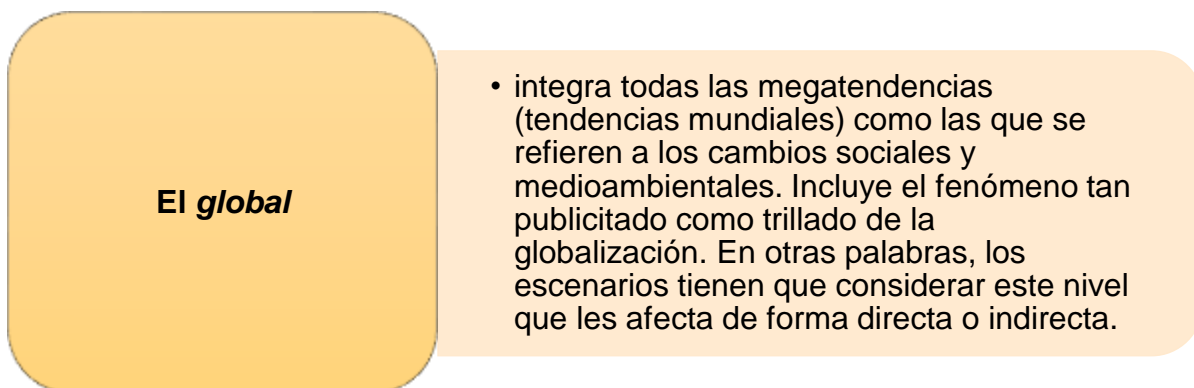 El global
• integra todas las megatendencias
(tendencias mundiales) como las que se
refieren a los cambios sociales y
medioambientales. Incluye el fenómeno tan
publicitado como trillado de la
globalización. En otras palabras, los
escenarios tienen que considerar este nivel
que les afecta de forma directa o indirecta.